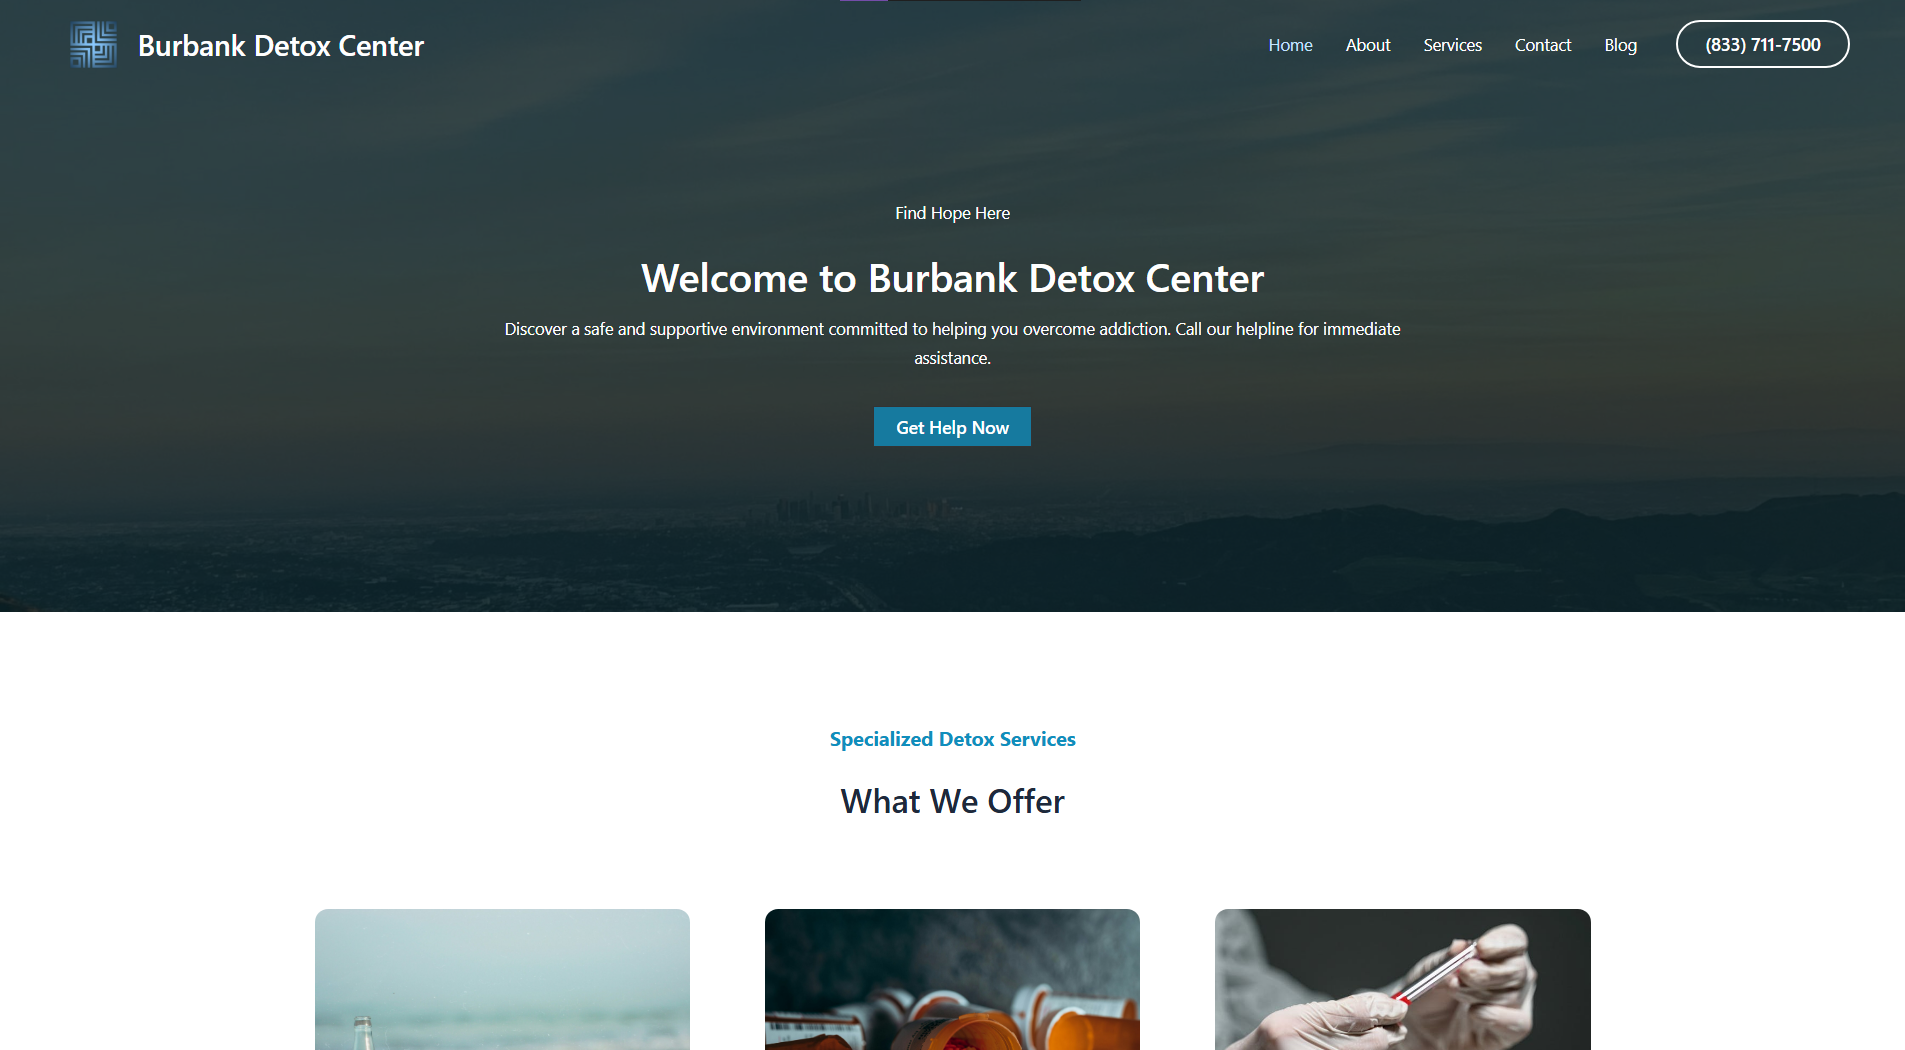 Burbank Detox Center
Home
About
Services
Contact
Blog
(833) 711-7500
Find Hope Here
Welcome to Burbank Detox Center
Discover a safe and supportive environment committed to helping you overcome addiction. Call our helpline for immediate
assistance.
Get Help Now
Specialized Detox Services
What We Offer